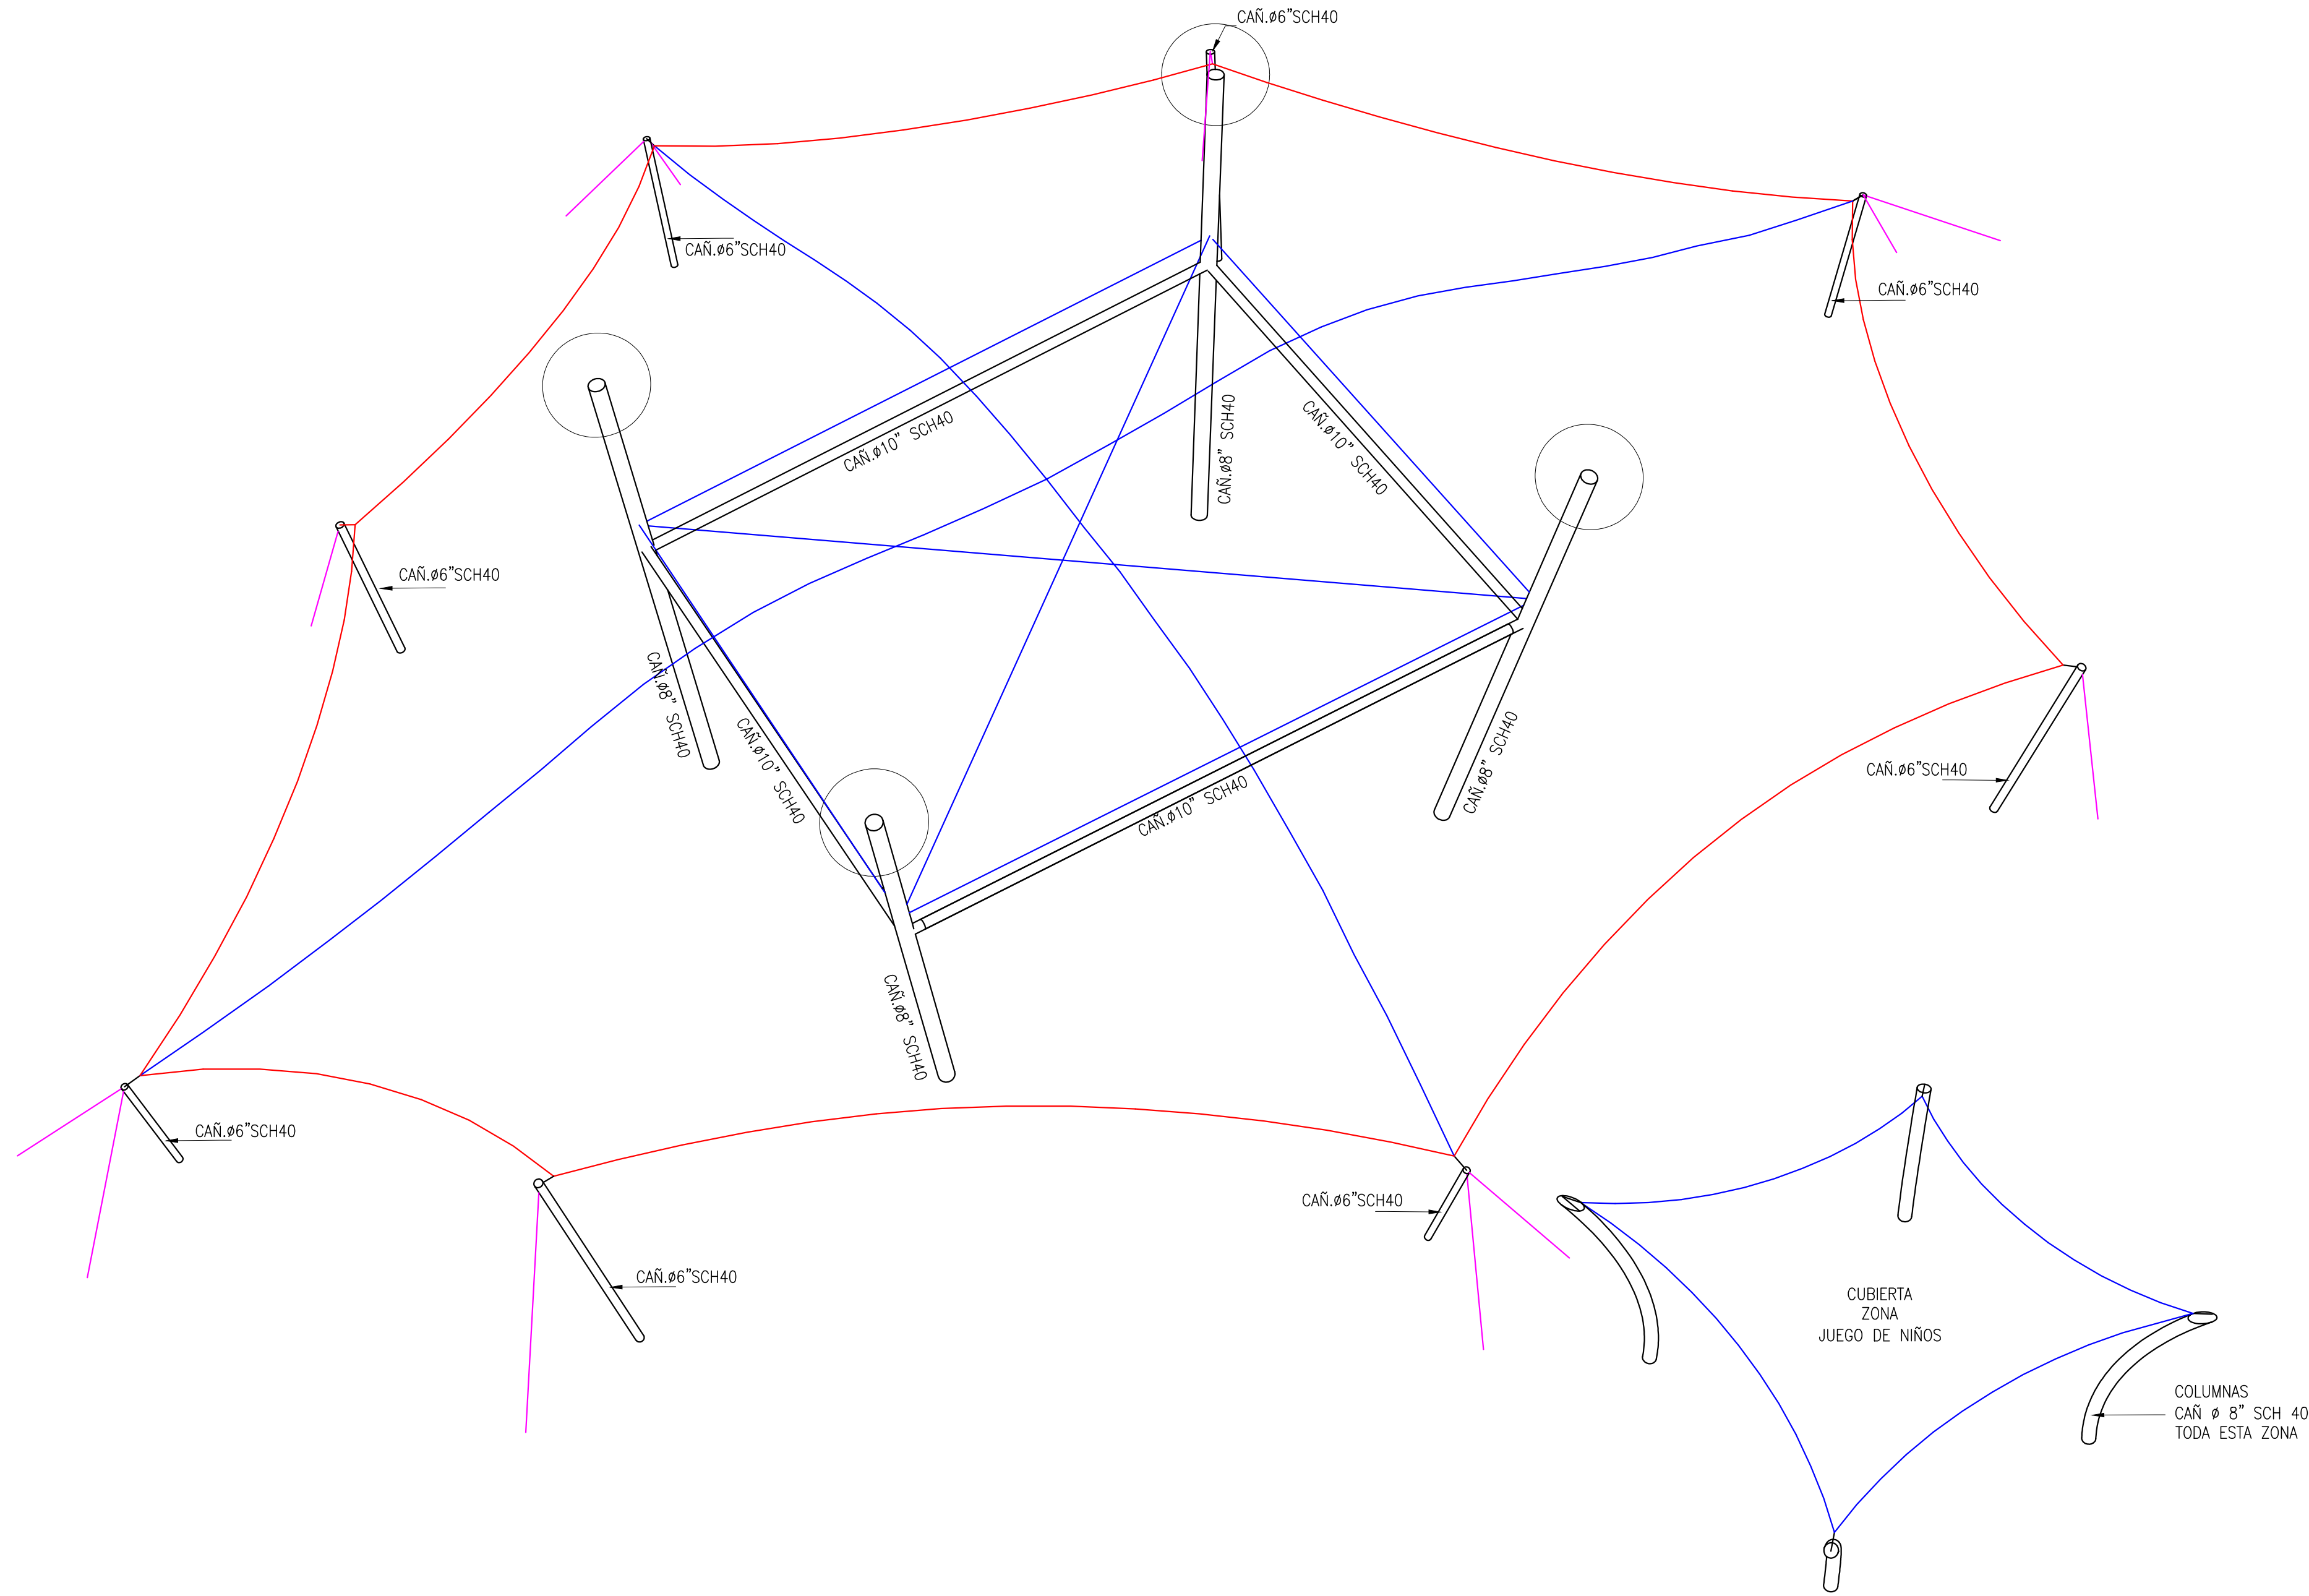 CAÑ.ø6"SCH40
CAÑ.ø6"SCH40
CAÑ.ø6"SCH40
CAÑ.ø10" SCH40
CAÑ.ø8" SCH40
CAÑ.ø10" SCH40
CAÑ.ø6"SCH40
CAÑ.ø8" SCH40
CAÑ.ø10" SCH40
CAÑ.ø10" SCH40
CAÑ.ø8" SCH40
CAÑ.ø6"SCH40
CAÑ.ø8" SCH40
CAÑ.ø6"SCH40
CAÑ.ø6"SCH40
CAÑ.ø6"SCH40
CUBIERTA
ZONA
JUEGO DE NIÑOS
COLUMNAS
CAÑ ø 8" SCH 40
TODA ESTA ZONA